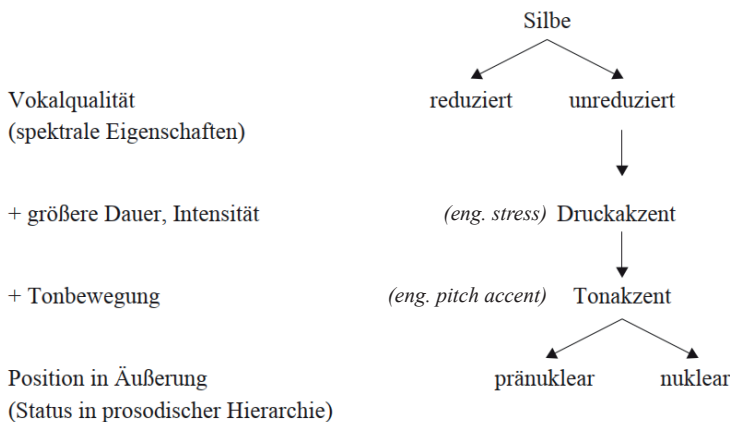 Silbe
Vokalqualität reduziert unreduziert
(spektrale Eigenschaften)
+ größere Dauer, Intensität (eng. stress) Druckakzent
+ Tonbewegung (eng. pitch accent) Tonakzent
Position in Äußerung pränuklear nuklear
(Status in prosodischer Hierarchie)